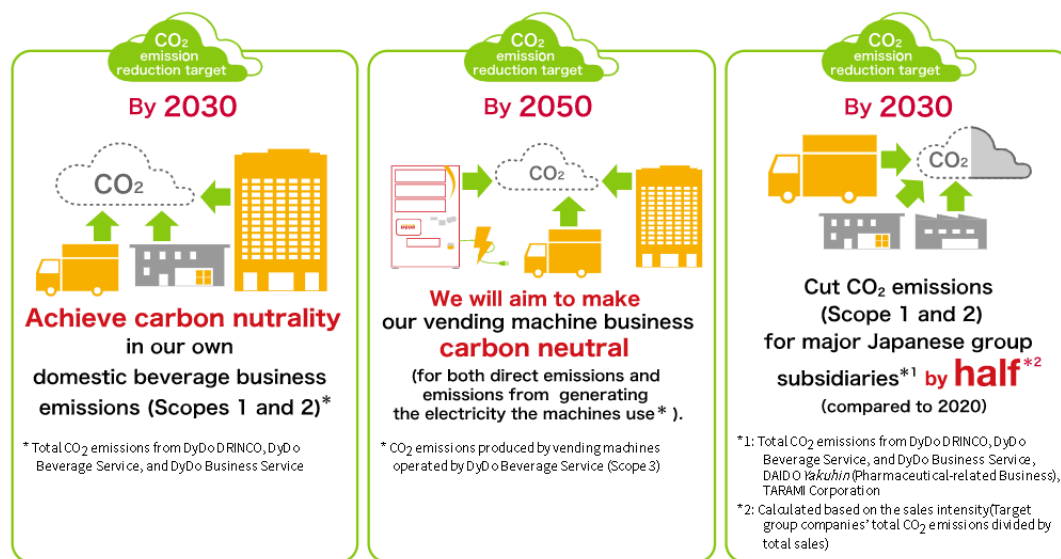 CO₂
emission
reduction target
By 2030
CO₂
Achieve carbon nutrality
in our own
domestic beverage business
emissions (Scopes 1 and 2)*
* Total CO₂ emissions from DyDo DRINCO, DyDo
Beverage Service, and DyDo Business Service
CO₂
emission
reduction target
By 2050
CO₂
DyDo
We will aim to make
our vending machine business
carbon neutral
(for both direct emissions and
emissions from generating
the electricity the machines use* ).
* CO₂ emissions produced by vending machines
operated by DyDo Beverage Service (Scope 3)
CO₂
emission
reduction target
By 2030
CO₂
Cut CO₂ emissions
(Scope 1 and 2)
for major Japanese group
subsidiaries*1 by half*2
(compared to 2020)
*1: Total CO₂ emissions from DyDo DRINCO, DyDo
Beverage Service, and DyDo Business Service,
DAIDO Yakuhin (Pharmaceutical-related Business),
TARAMI Corporation
*2: Calculated based on the sales intensity(Target
group companies' total CO₂ emissions divided by
total sales)